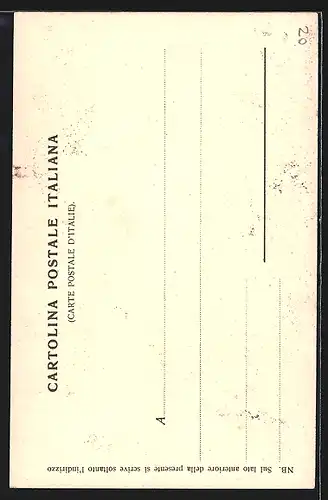 CARTOLINA POSTALE ITALIANA
(CARTE POSTALE D'ITALIE).
A
NB. Sul lato anteriore della presente si scrive soltanto l'indirizzo
20